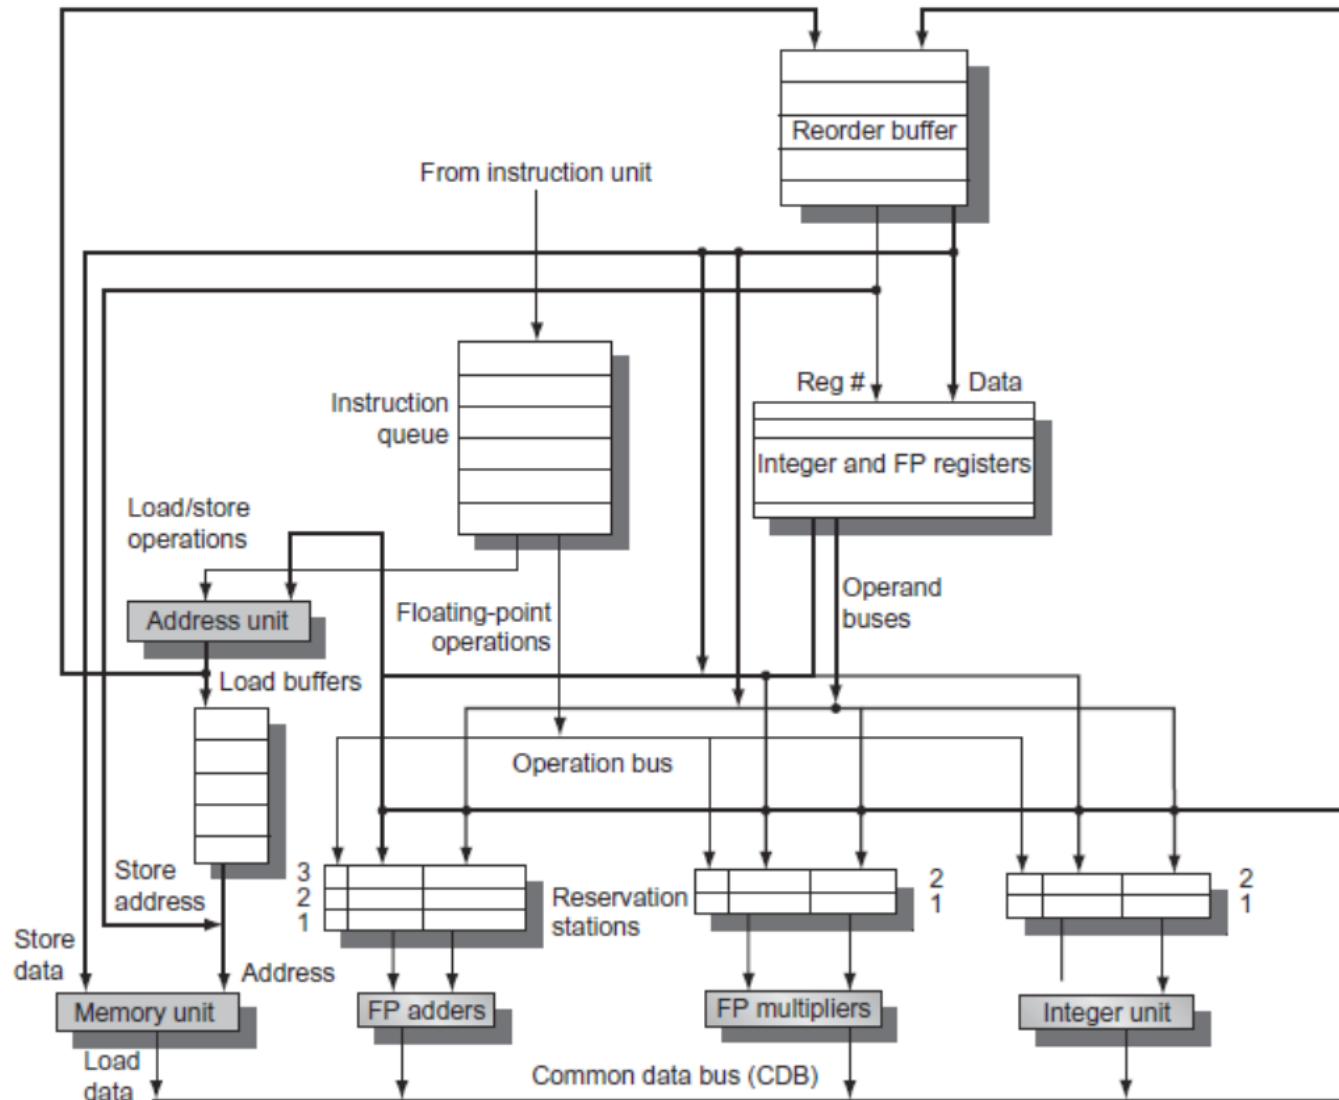 Reorder buffer
From instruction unit
Reg #
Data
Instruction
queue
Integer and FP registers
Load/store
operations
Operand
buses
Address unit
Floating-point
operations
Load buffers
Operation bus
Store
address
3
2
1
Reservation
stations
2
1
2
1
Store
data
Address
Memory unit
FP adders
FP multipliers
Integer unit
Load
data
Common data bus (CDB)